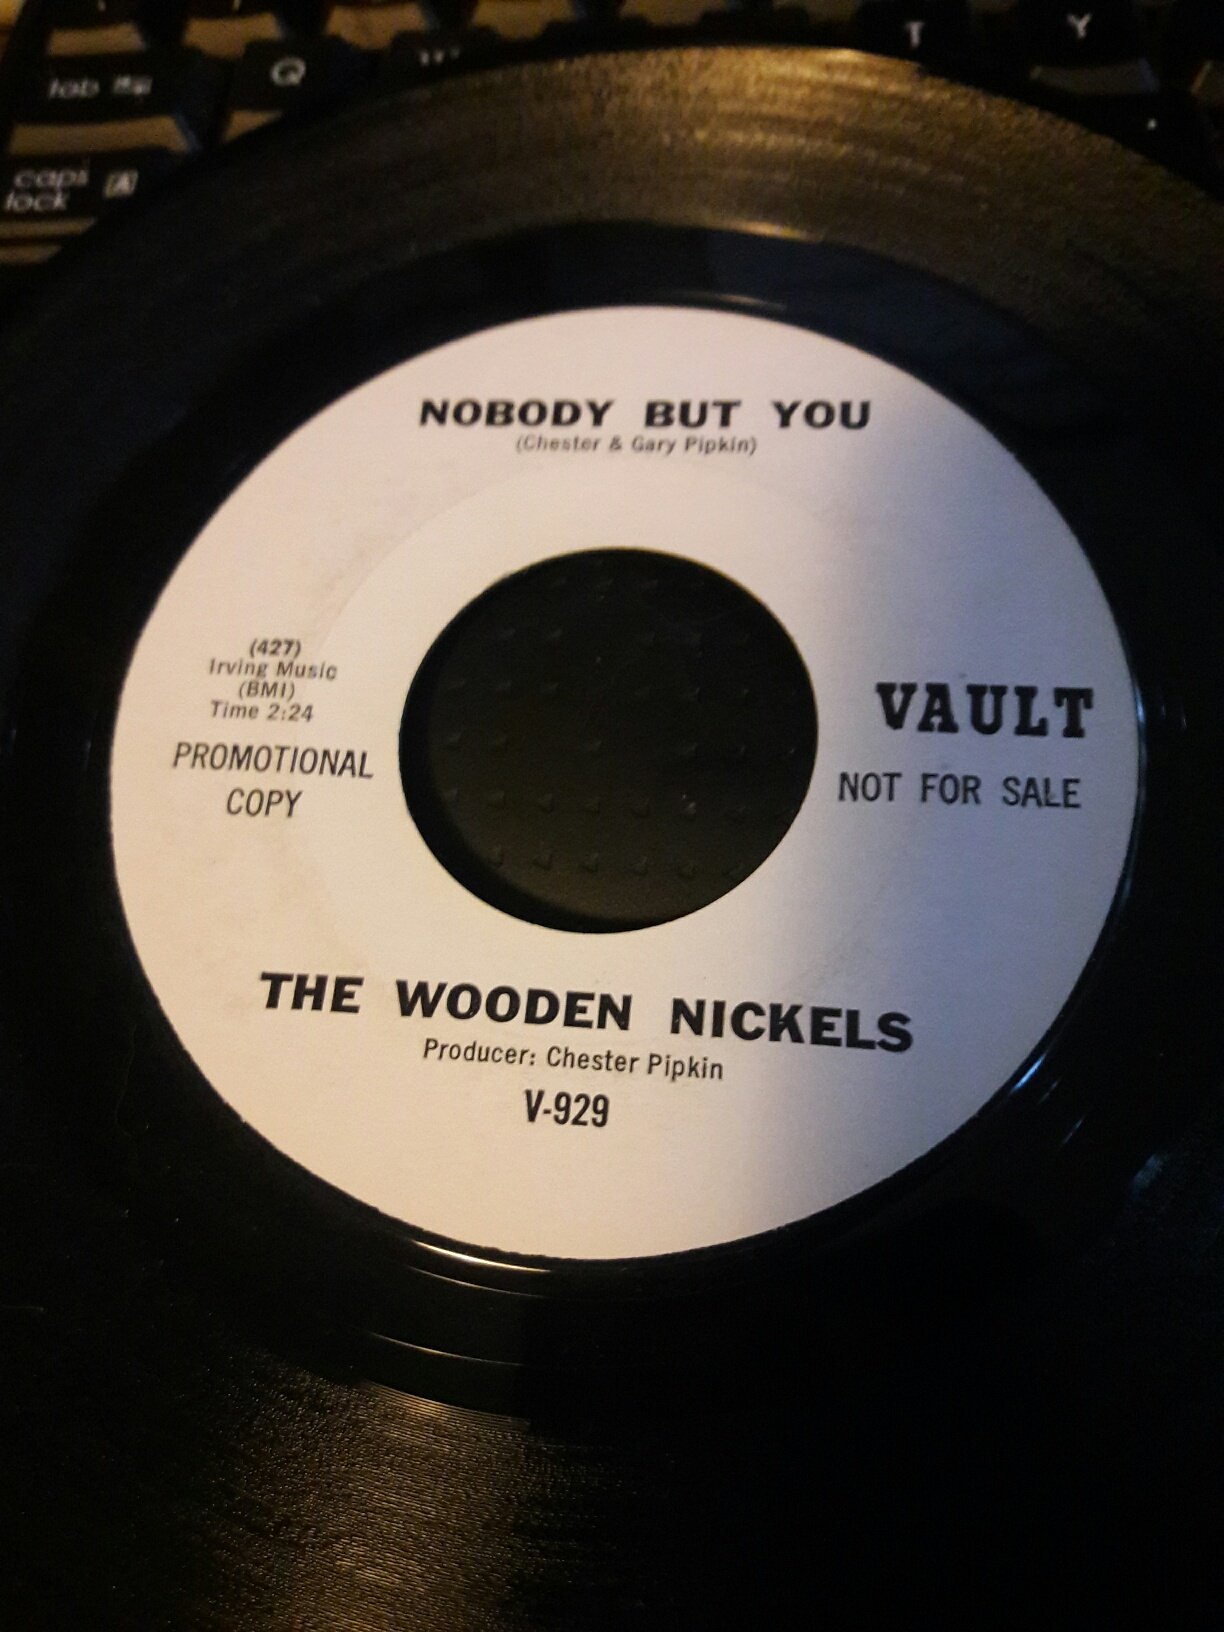 T
Y
tab
Q
W
caps
lock
A
NOBODY BUT YOU
(Chester & Gary Pipkin)
(427)
Irving Music
(BMI)
Time 2:24
PROMOTIONAL
COPY
VAULT
NOT FOR SALE
THE WOODEN NICKELS
Producer: Chester Pipkin
V-929